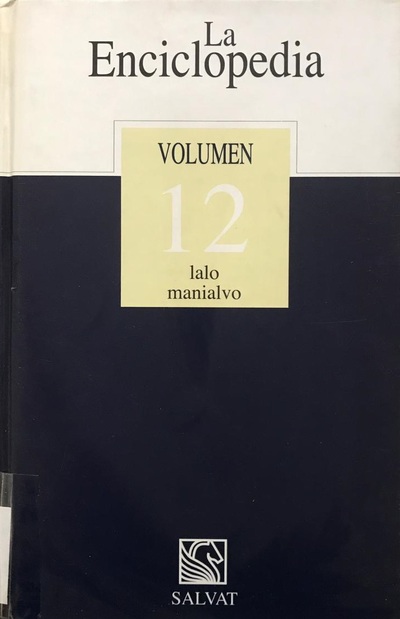 La
Enciclopedia
VOLUMEN
12
lalo
manialvo
SALVAT